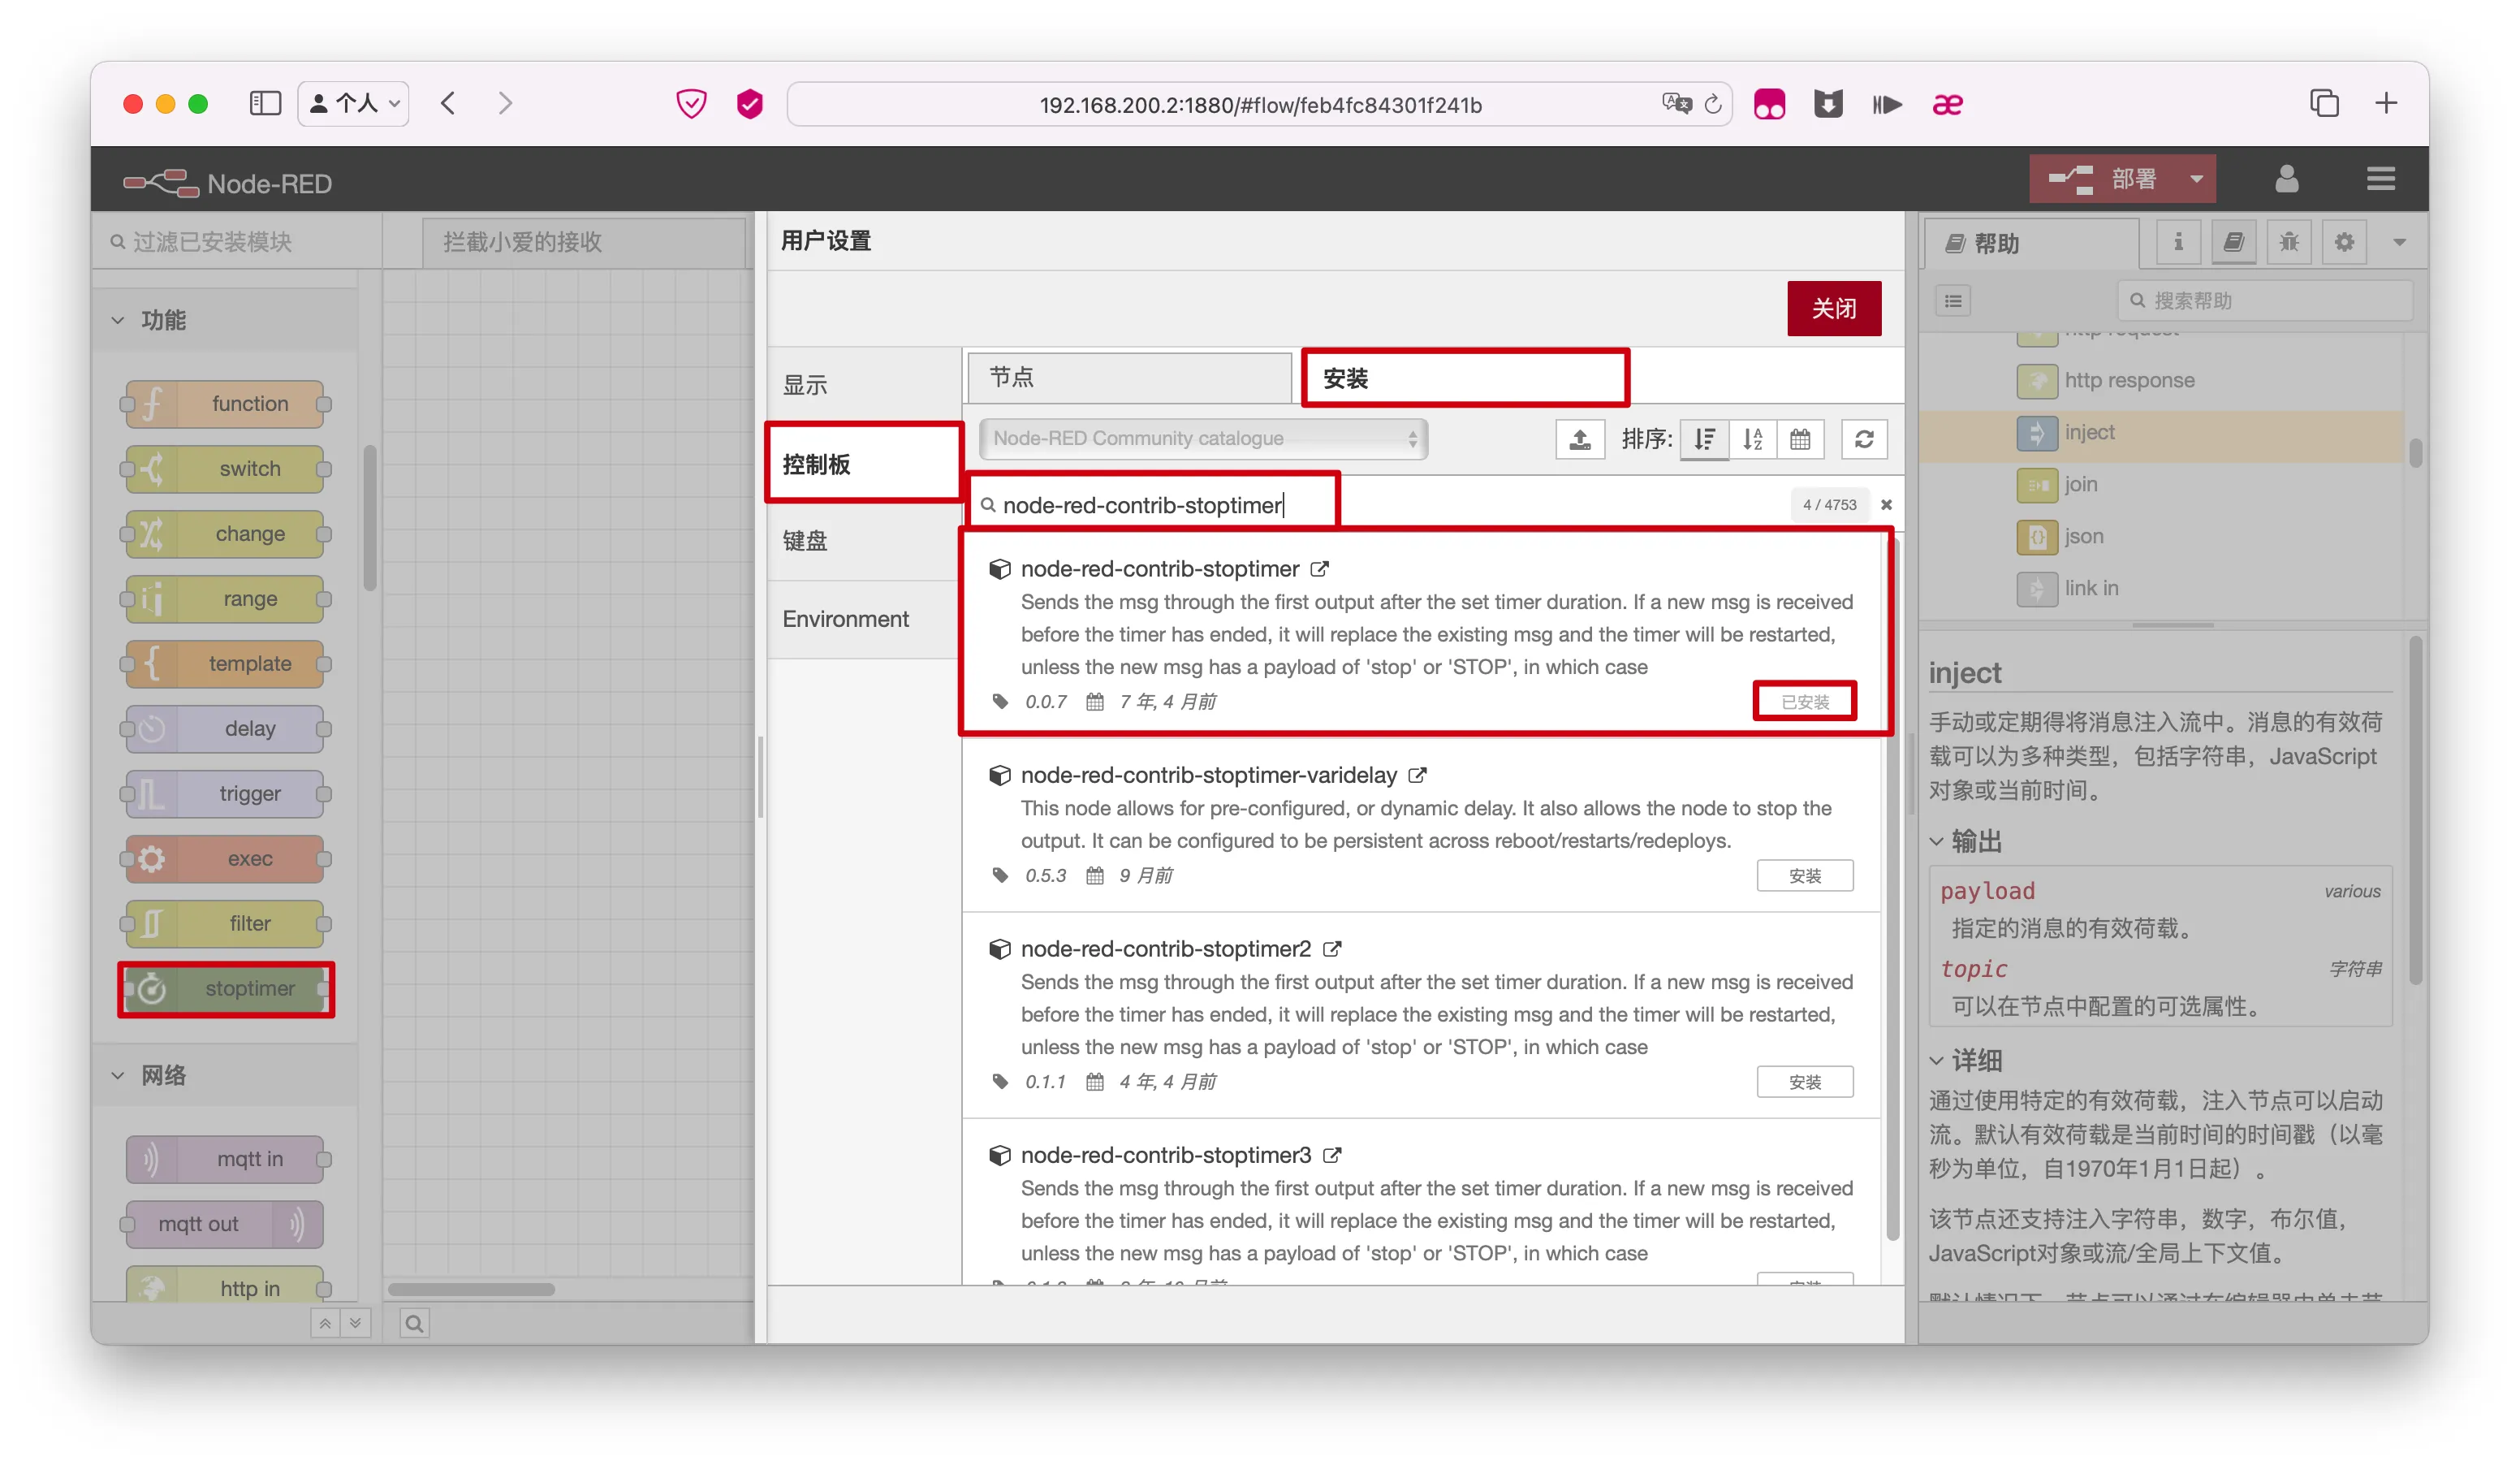 个人
192.168.200.2:1880/#flow/feb4fc84301f241b
æ
Node-RED
部署
过滤已安装模块
功能
function
switch
change
range
template
delay
trigger
exec
filter
stoptimer
网络
mqtt in
mqtt out
http in
拦截小爱的接收
用户设置
关闭
显示
控制板
键盘
Environment
节点
安装
Node-RED Community catalogue
排序:
node-red-contrib-stoptimer
4 / 4753
node-red-contrib-stoptimer
Sends the msg through the first output after the set timer duration. If a new msg is received
before the timer has ended, it will replace the existing msg and the timer will be restarted,
unless the new msg has a payload of 'stop' or 'STOP', in which case
0.0.7 7 年, 4 月前
已安装
node-red-contrib-stoptimer-varidelay
This node allows for pre-configured, or dynamic delay. It also allows the node to stop the
output. It can be configured to be persistent across reboot/restarts/redeploys.
0.5.3 9 月前
安装
node-red-contrib-stoptimer2
Sends the msg through the first output after the set timer duration. If a new msg is received
before the timer has ended, it will replace the existing msg and the timer will be restarted,
unless the new msg has a payload of 'stop' or 'STOP', in which case
0.1.1 4 年, 4 月前
安装
node-red-contrib-stoptimer3
Sends the msg through the first output after the set timer duration. If a new msg is received
before the timer has ended, it will replace the existing msg and the timer will be restarted,
unless the new msg has a payload of 'stop' or 'STOP', in which case
帮助
搜索帮助
http request
http response
inject
join
json
link in
inject
手动或定期得将消息注入流中。消息的有效荷
载可以为多种类型，包括字符串，JavaScript
对象或当前时间。
输出
payload various
指定的消息的有效荷载。
topic 字符串
可以在节点中配置的可选属性。
详细
通过使用特定的有效荷载，注入节点可以启动
流。默认有效荷载是当前时间的时间戳（以毫
秒为单位，自1970年1月1日起）。
该节点还支持注入字符串，数字，布尔值，
JavaScript对象或流/全局上下文值。
默认情况下，节点可以通过在编辑器中单击其